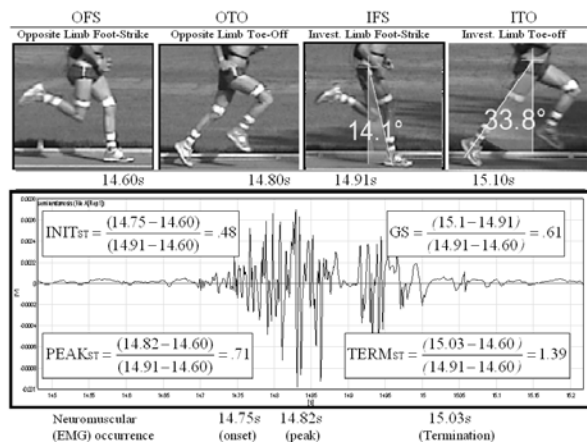 OFS OTO IFS ITO
Opposite Limb Foot-Strike Opposite Limb Toe-Off Invest. Limb Foot-Strike Invest. Limb Toe-off
14.1° 33.8°
14.60s 14.80s 14.91s 15.10s
INITST (14.75−14.60) / (14.91−14.60) = .48
GS = (15.1−14.91) / (14.91−14.60) = .61
PEAKST = (14.82−14.60) / (14.91−14.60) = .71
TERMST = (15.03−14.60) / (14.91−14.60) = 1.39
Neuromuscular 14.75s 14.82s 15.03s
(EMG) occurrence (onset) (peak) (Termination)